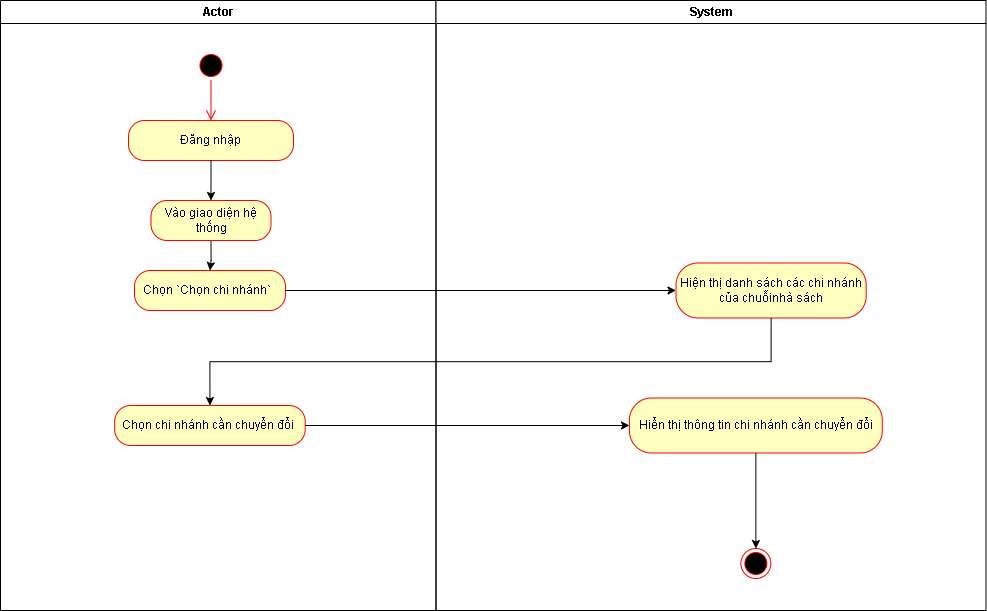 Actor
System
Đăng nhập
Vào giao diện hệ
thống
Chọn `Chọn chi nhánh`
Hiện thị danh sách các chi nhánh
của chuỗinhà sách
Chọn chi nhánh cần chuyển đổi
Hiển thị thông tin chi nhánh cần chuyển đổi